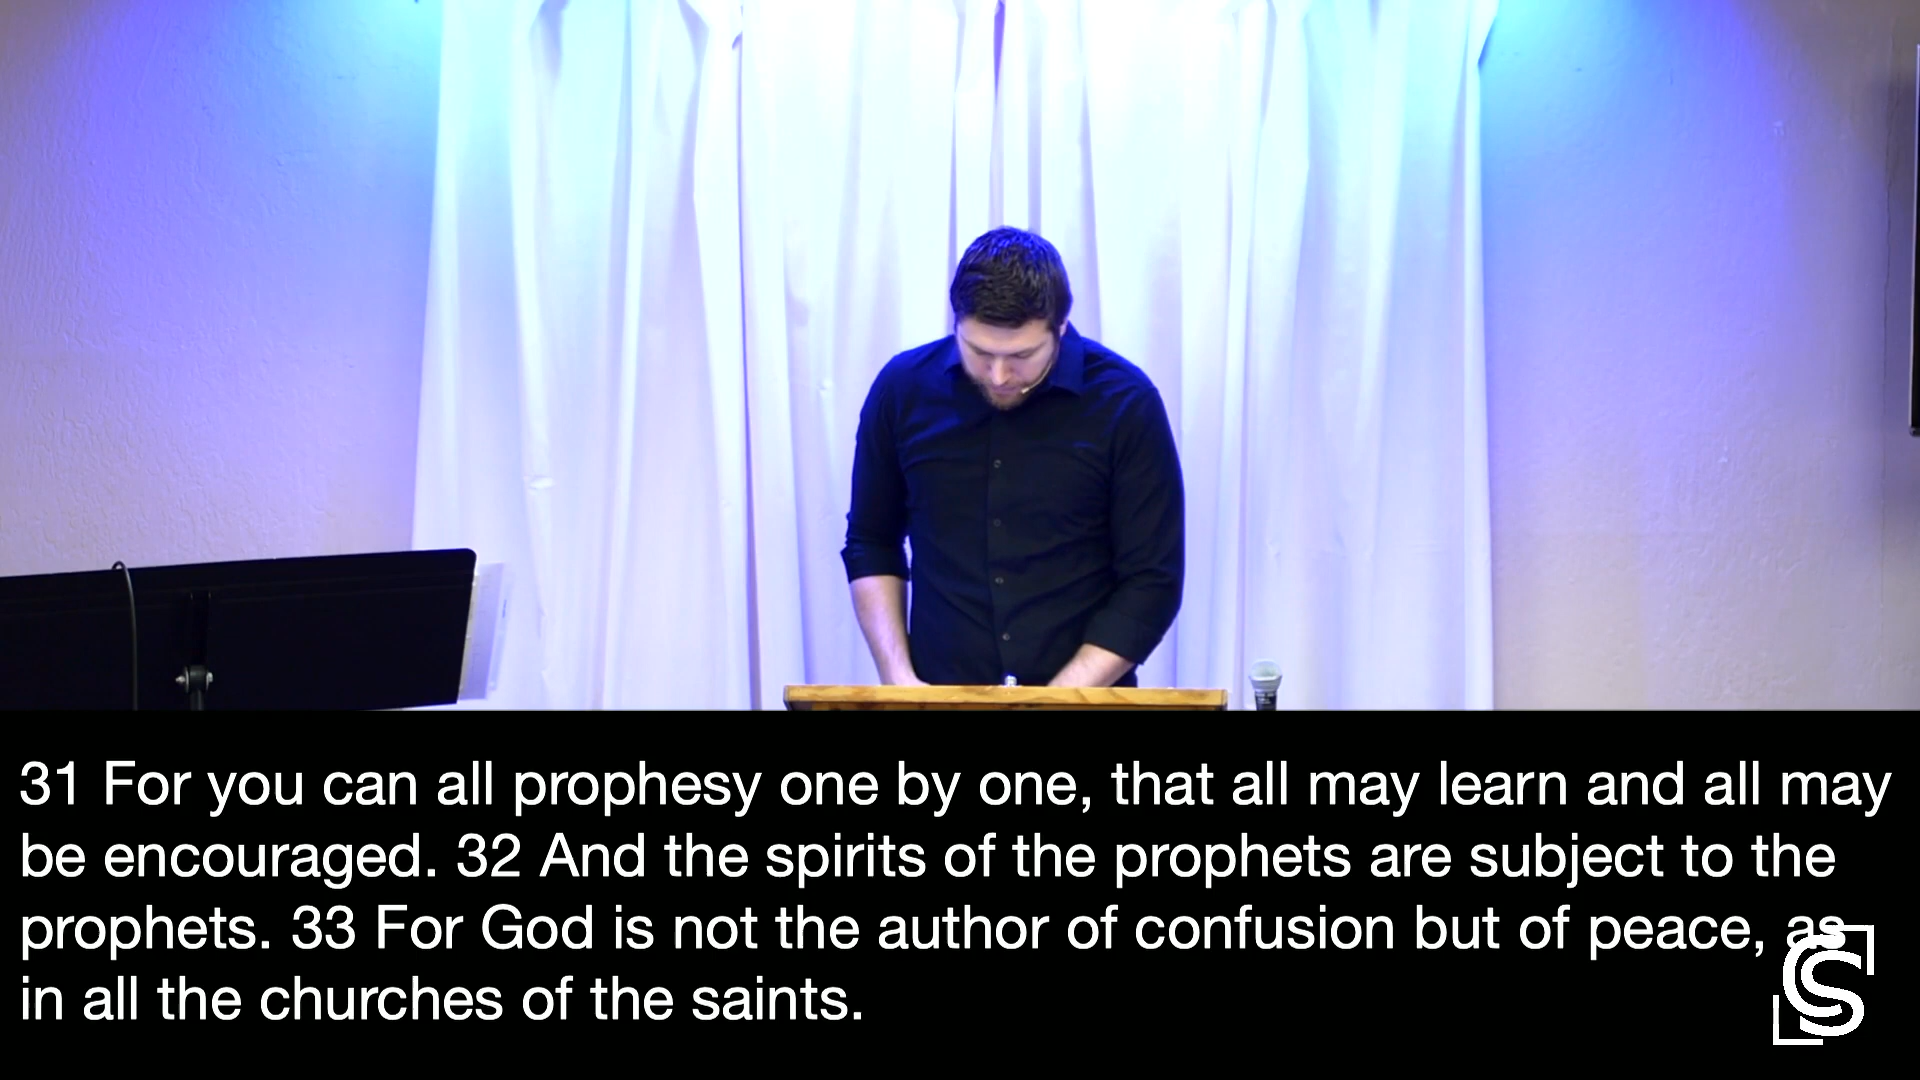 31 For you can all prophesy one by one, that all may learn and all may
be encouraged. 32 And the spirits of the prophets are subject to the
prophets. 33 For God is not the author of confusion but of peace, as
in all the churches of the saints.
CS